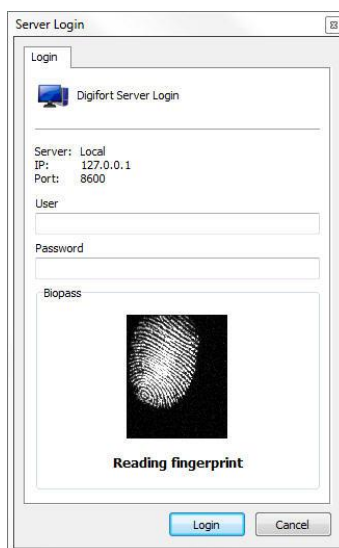 Server Login
Login
Digifort Server Login
Server: Local
IP: 127.0.0.1
Port: 8600
User
Password
Biopass
Reading fingerprint
Login Cancel